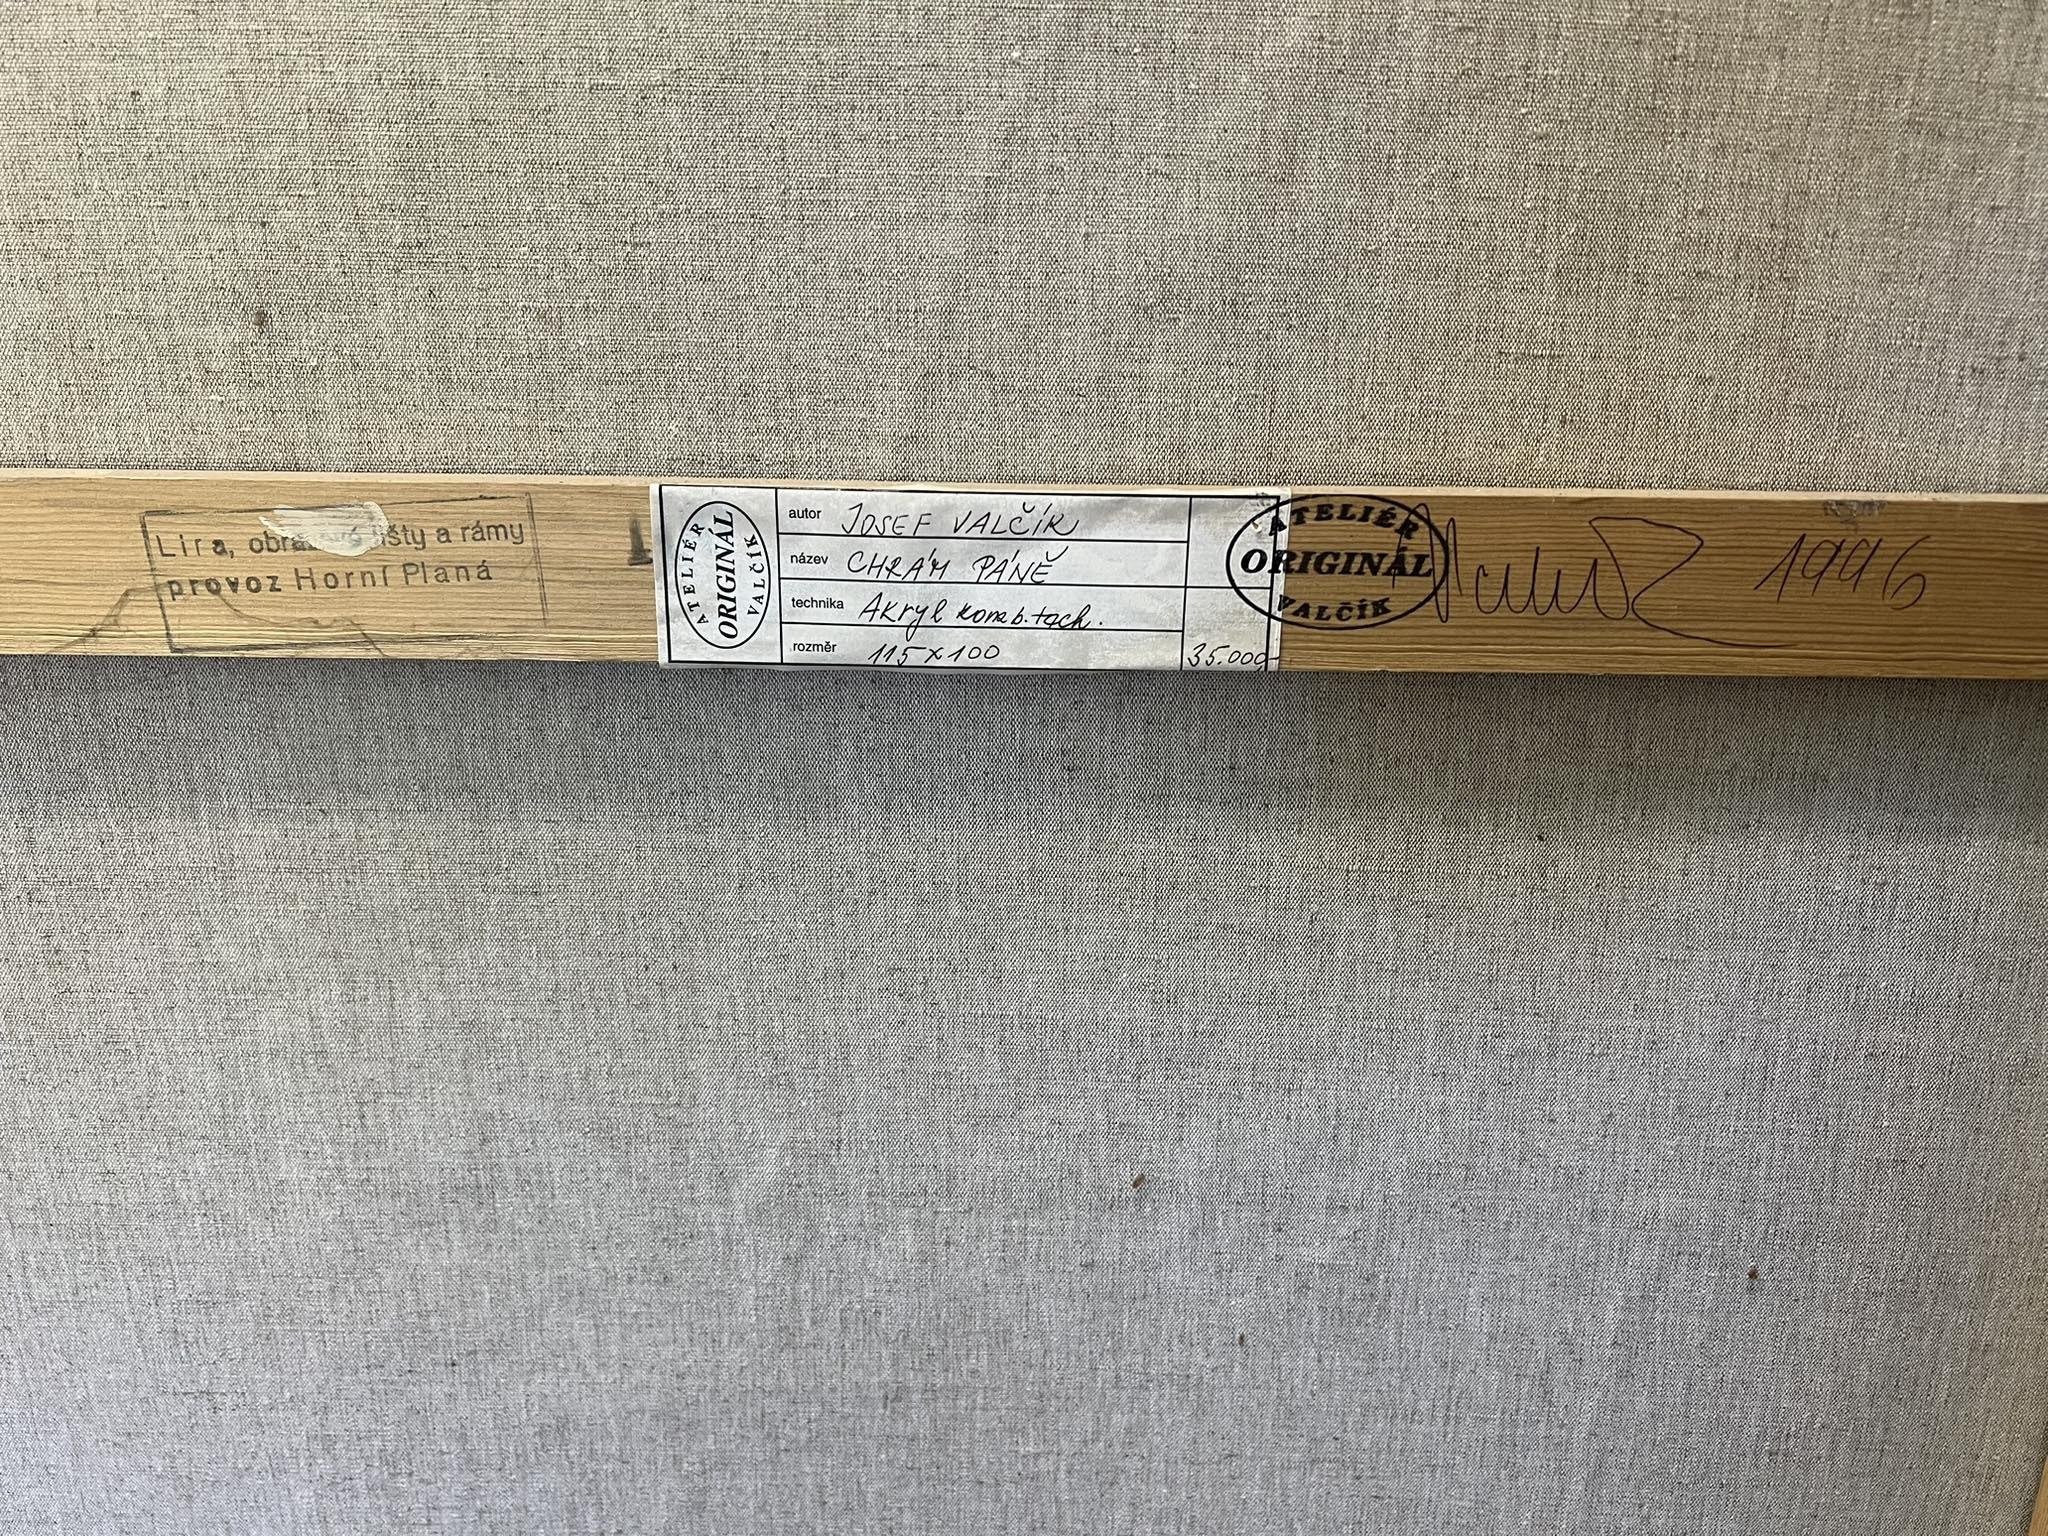 Lira, obrazové lišty a rámy
provoz Horní Planá
ATELIÉR
ORIGINÁL
VALČÍK
autor JOSEF VALČÍK
název CHRÁM PÁNĚ
technika Akryl komb. tech.
rozměr 115 x 100
35.000,-
ATELIÉR
ORIGINÁL
VALČÍK
1996